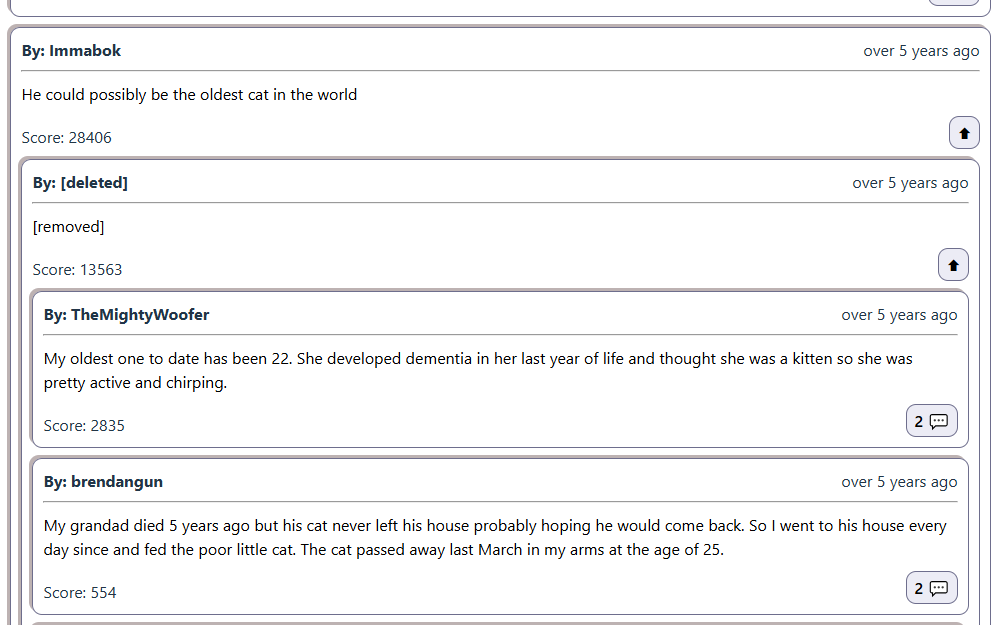 By: Immabok
over 5 years ago
He could possibly be the oldest cat in the world
Score: 28406
By: [deleted]
over 5 years ago
[removed]
Score: 13563
By: TheMightyWoofer
over 5 years ago
My oldest one to date has been 22. She developed dementia in her last year of life and thought she was a kitten so she was
pretty active and chirping.
Score: 2835
2
By: brendangun
over 5 years ago
My grandad died 5 years ago but his cat never left his house probably hoping he would come back. So I went to his house every
day since and fed the poor little cat. The cat passed away last March in my arms at the age of 25.
Score: 554
2